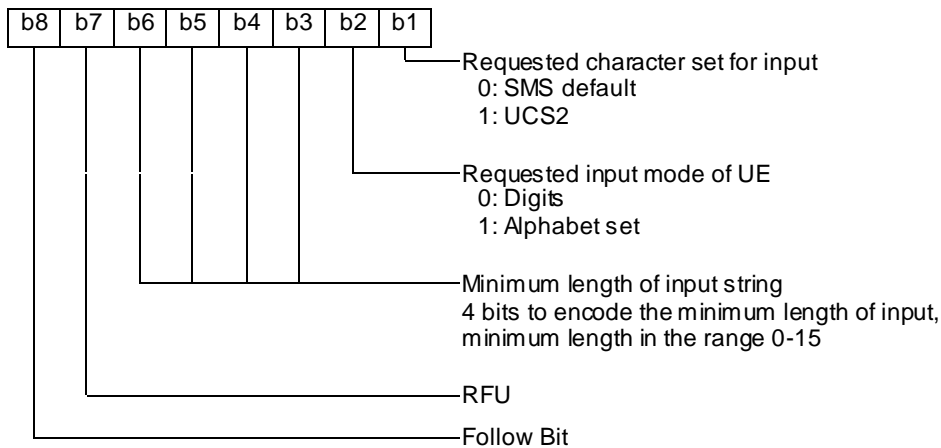 b8 b7 b6 b5 b4 b3 b2 b1
Requested character set for input
0: SMS default
1: UCS2
Requested input mode of UE
0: Digits
1: Alphabet set
Minimum length of input string
4 bits to encode the minimum length of input,
minimum length in the range 0-15
RFU
Follow Bit